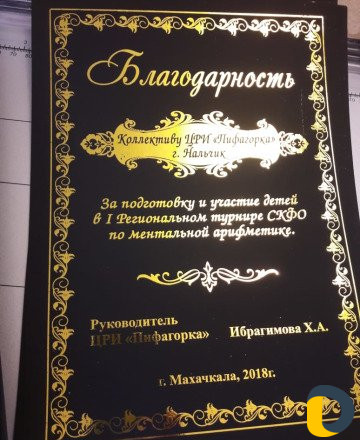 Благодарность
Коллективу ЦРИ «Пифагорка»
г. Нальчик
За подготовку и участие детей
в I Региональном турнире СКФО
по ментальной арифметике.
Руководитель
ЦРИ «Пифагорка» Ибрагимова Х.А.
г. Махачкала, 2018г.